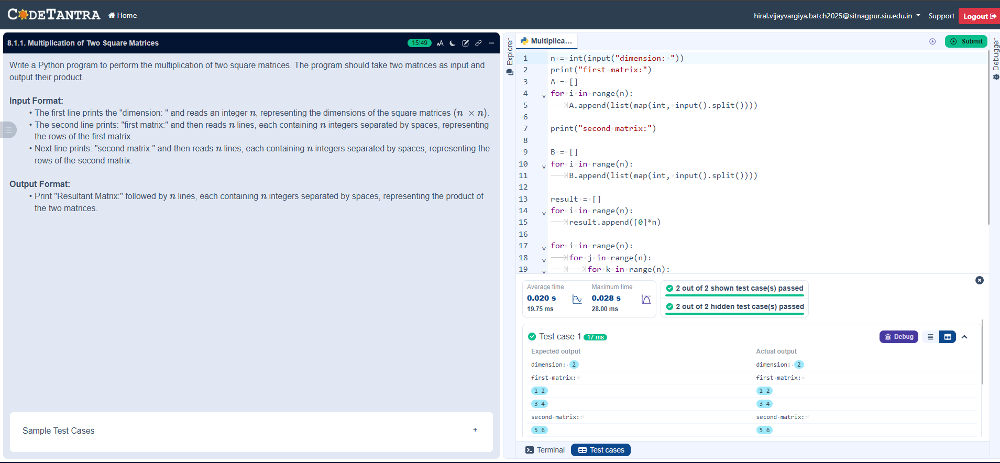 CODETANTRA Home
hiral.vijayvargiya.batch2025@sitnagpur.siu.edu.in Support Logout
8.1.1. Multiplication of Two Square Matrices 15:49 AA
Write a Python program to perform the multiplication of two square matrices. The program should take two matrices as input and
output their product.
Input Format:
• The first line prints the "dimension: " and reads an integer n, representing the dimensions of the square matrices (n × n).
• The second line prints: "first matrix:" and then reads n lines, each containing n integers separated by spaces, representing
the rows of the first matrix.
• Next line prints: "second matrix:" and then reads n lines, each containing n integers separated by spaces, representing the
rows of the second matrix.
Output Format:
• Print "Resultant Matrix:" followed by n lines, each containing n integers separated by spaces, representing the product of
the two matrices.
Sample Test Cases +
Explorer
Multiplica...
Submit
Debugger
1 n = int(input("dimension: "))
2 print("first matrix:")
3 A = []
4 for i in range(n):
5 A.append(list(map(int, input().split())))
6
7 print("second matrix:")
8
9 B = []
10 for i in range(n):
11 B.append(list(map(int, input().split())))
12
13 result = []
14 for i in range(n):
15 result.append([0]*n)
16
17 for i in range(n):
18 for j in range(n):
19 for k in range(n):
Average time Maximum time
0.020 s 0.028 s
19.75 ms 28.00 ms
2 out of 2 shown test case(s) passed
2 out of 2 hidden test case(s) passed
Test case 1 17 ms Debug
Expected output Actual output
dimension: 2 dimension: 2
first matrix: first matrix:
1 2 1 2
3 4 3 4
second matrix: second matrix:
5 6 5 6
Terminal Test cases